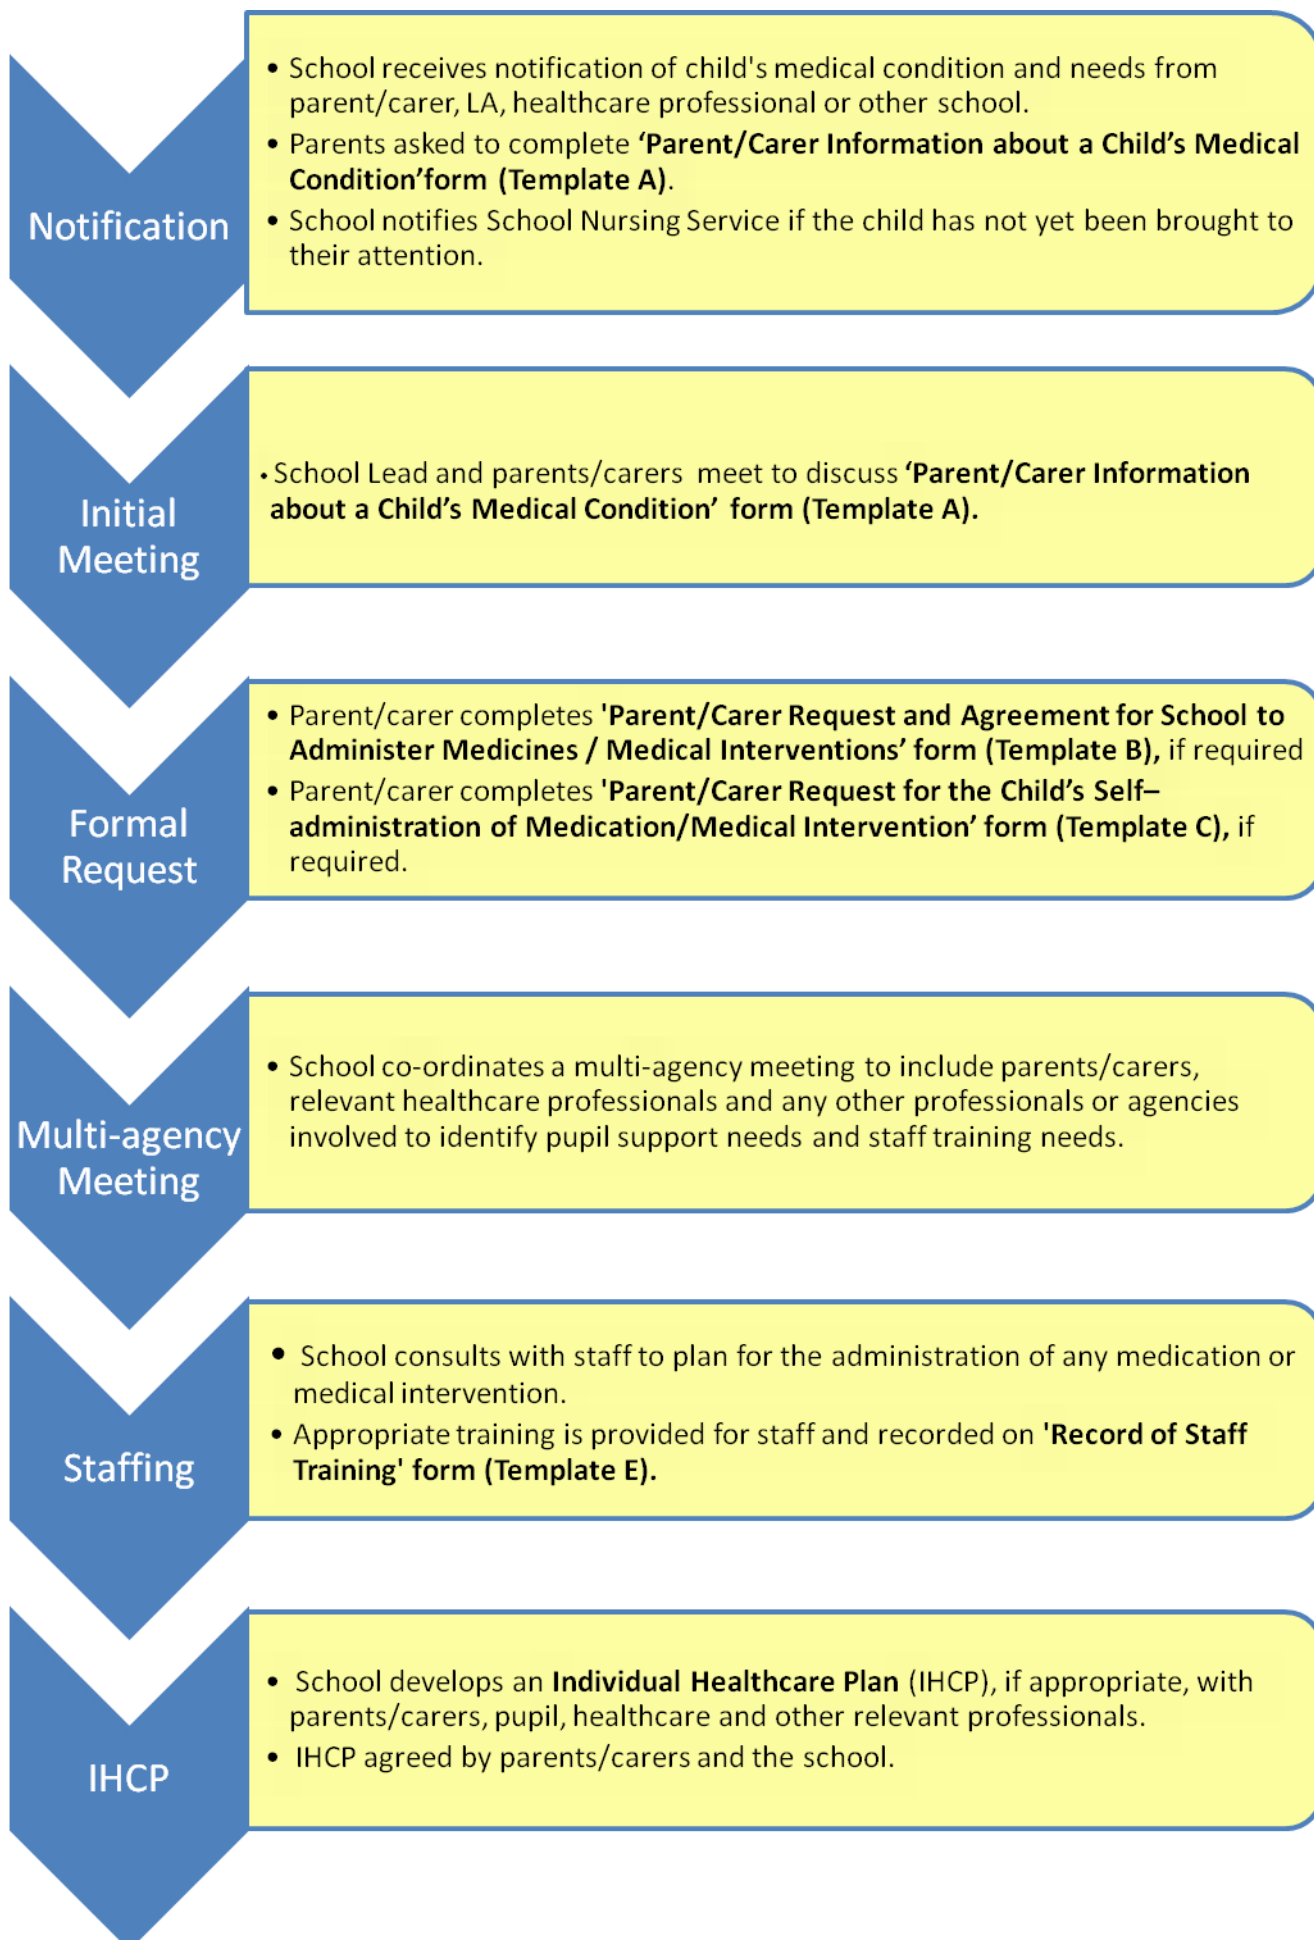 Notification
• School receives notification of child's medical condition and needs from
parent/carer, LA, healthcare professional or other school.
• Parents asked to complete ‘Parent/Carer Information about a Child’s Medical
Condition’form (Template A).
• School notifies School Nursing Service if the child has not yet been brought to
their attention.
Initial
Meeting
• School Lead and parents/carers meet to discuss ‘Parent/Carer Information
about a Child’s Medical Condition’ form (Template A).
Formal
Request
• Parent/carer completes 'Parent/Carer Request and Agreement for School to
Administer Medicines / Medical Interventions’ form (Template B), if required
• Parent/carer completes 'Parent/Carer Request for the Child’s Self–
administration of Medication/Medical Intervention’ form (Template C), if
required.
Multi-agency
Meeting
• School co-ordinates a multi-agency meeting to include parents/carers,
relevant healthcare professionals and any other professionals or agencies
involved to identify pupil support needs and staff training needs.
Staffing
• School consults with staff to plan for the administration of any medication or
medical intervention.
• Appropriate training is provided for staff and recorded on 'Record of Staff
Training' form (Template E).
IHCP
• School develops an Individual Healthcare Plan (IHCP), if appropriate, with
parents/carers, pupil, healthcare and other relevant professionals.
• IHCP agreed by parents/carers and the school.